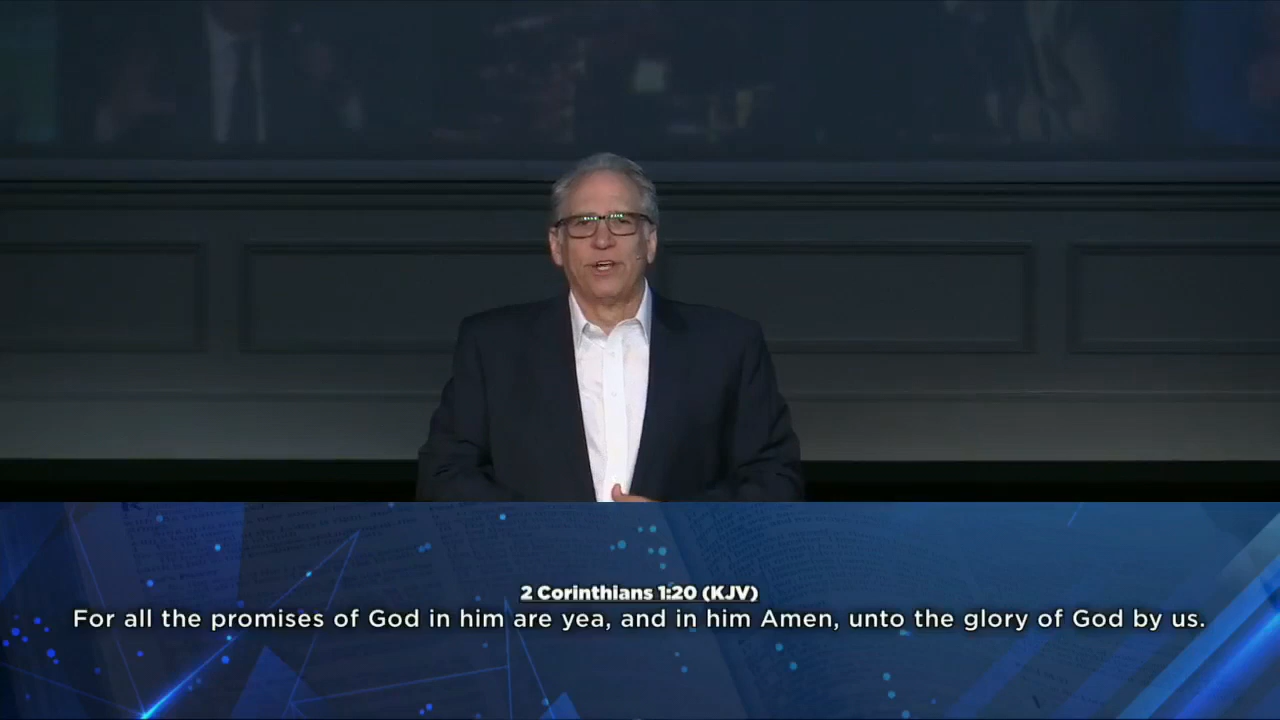 2 Corinthians 1:20 (KJV)
For all the promises of God in him are yea, and in him Amen, unto the glory of God by us.